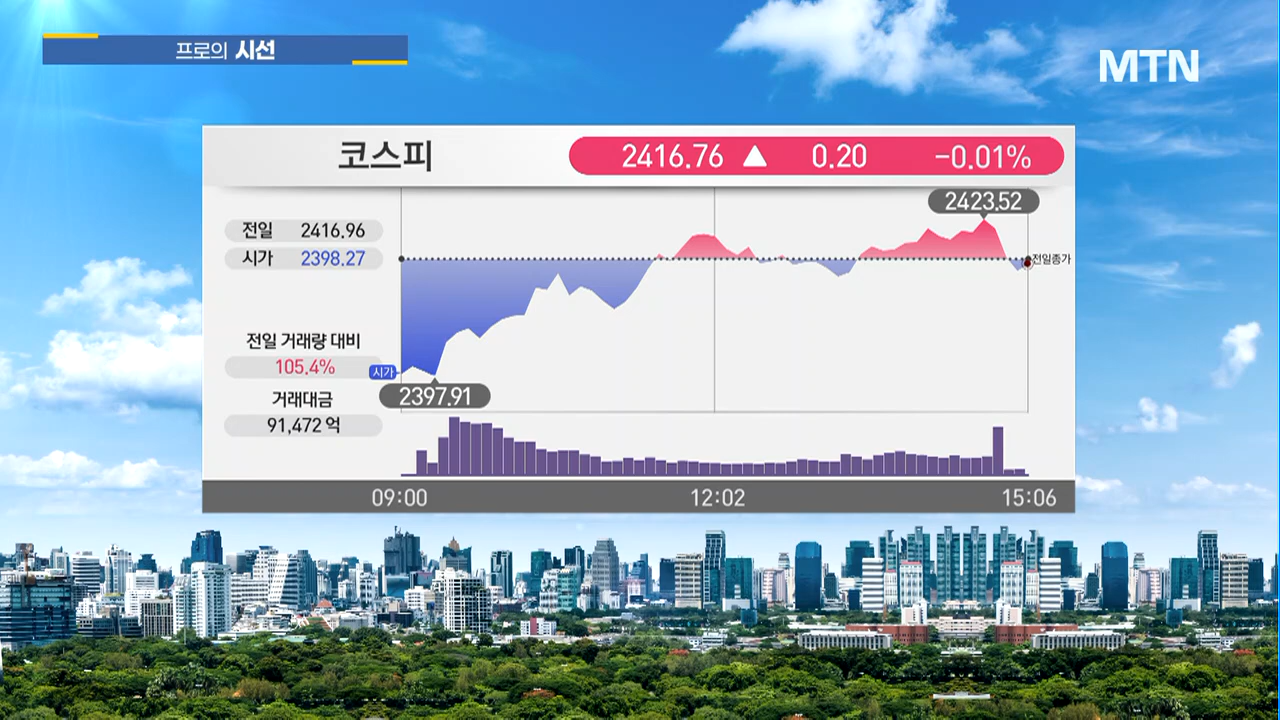 프로의 시선
MTN
코스피 2416.76 ▲ 0.20 -0.01%
2423.52
전일 2416.96
시가 2398.27
전일종가
전일 거래량 대비
105.4%
시가
2397.91
거래대금
91,472 억
09:00 12:02 15:06